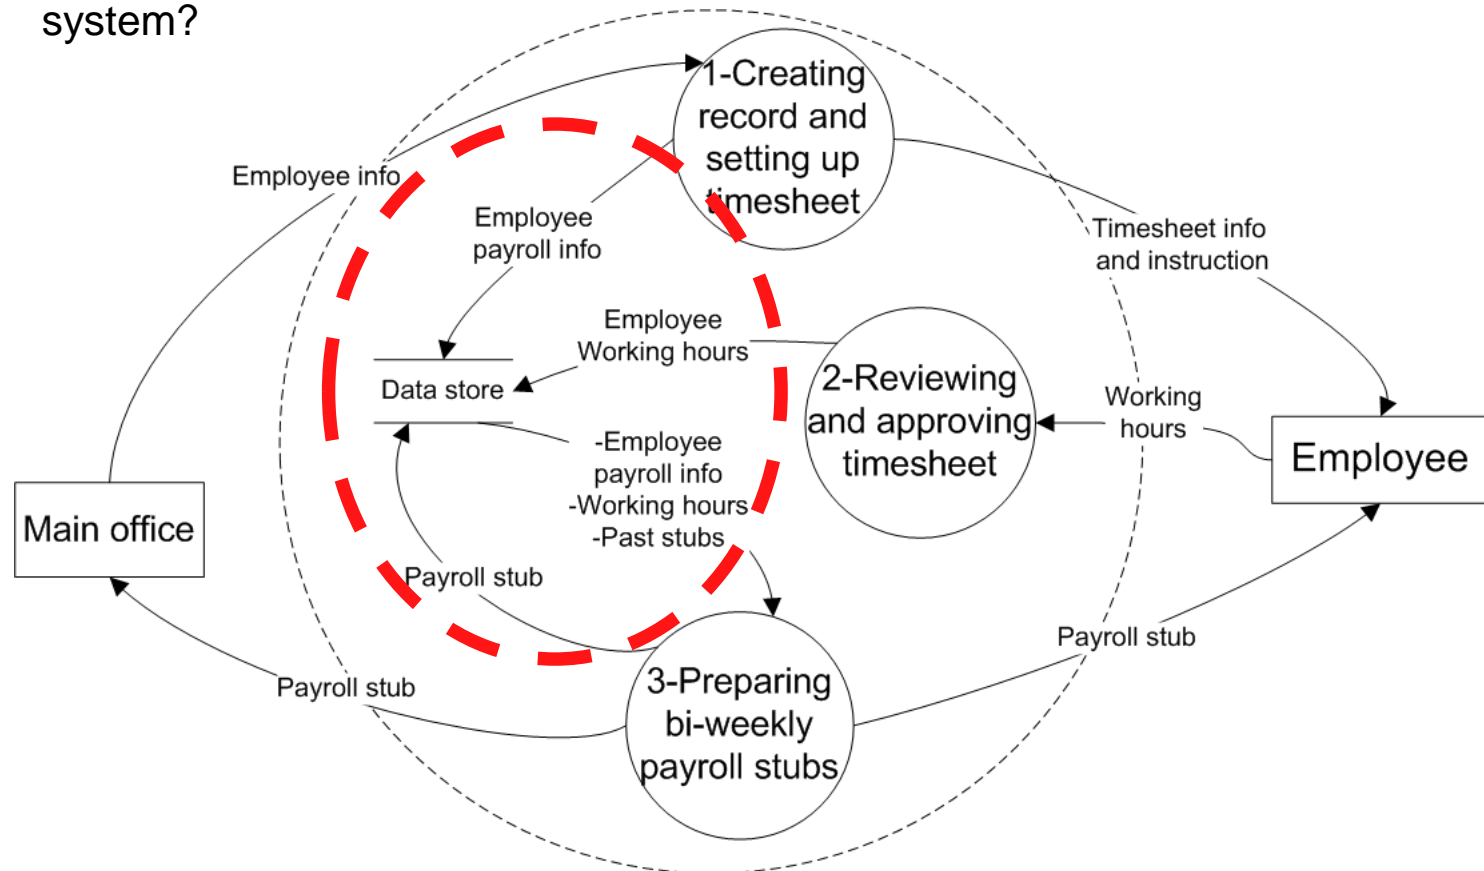 system?
1-Creating
record and
setting up
timesheet
Employee info
Employee
payroll info
Timesheet info
and instruction
Employee
Working hours
Data store
2-Reviewing
and approving
timesheet
Working
hours
Employee
-Employee
payroll info
-Working hours
-Past stubs
Main office
Payroll stub
Payroll stub
Payroll stub
3-Preparing
bi-weekly
payroll stubs